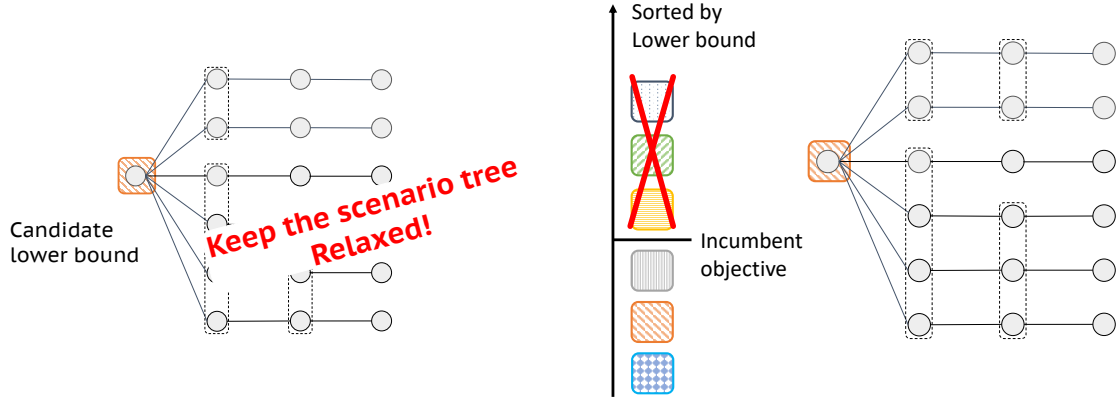 Candidate
lower bound
Keep the scenario tree
Relaxed!
Sorted by
Lower bound
Incumbent
objective